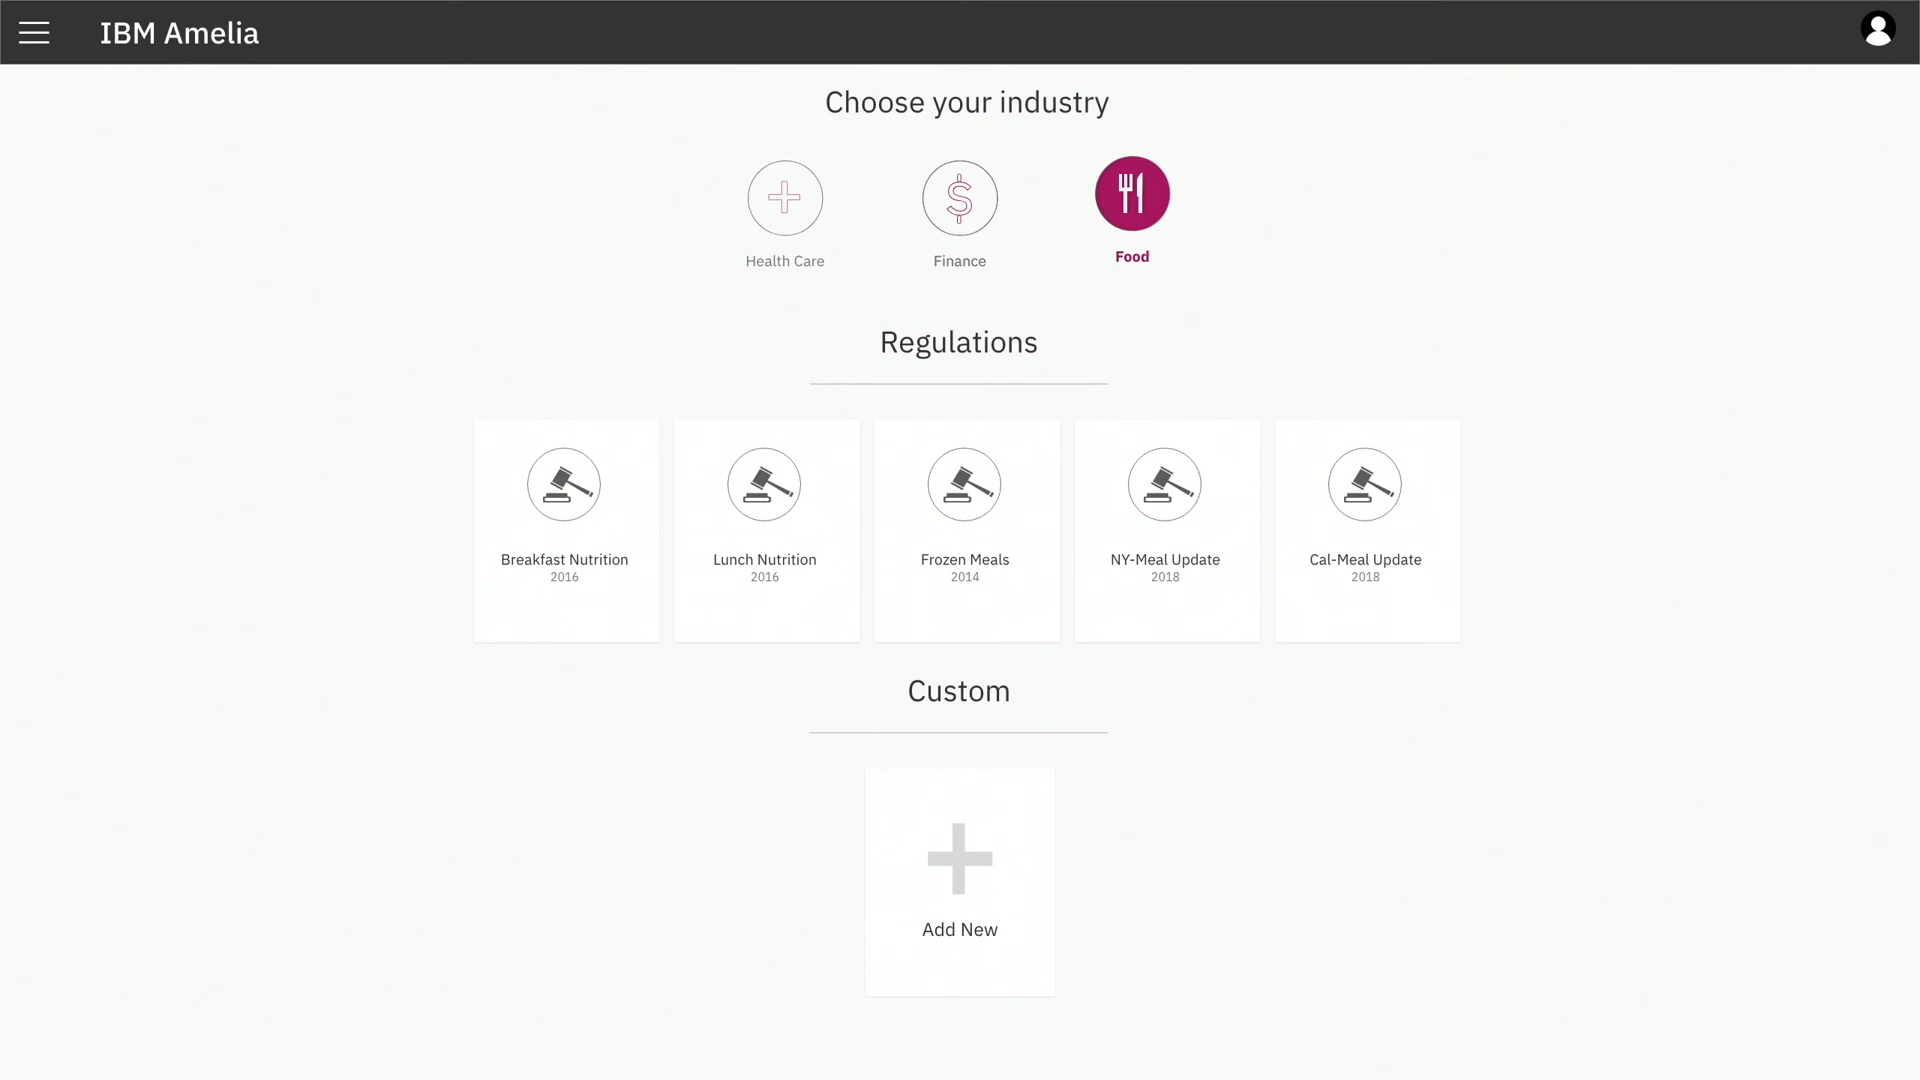 IBM Amelia
Choose your industry
Health Care
Finance
Food
Regulations
Breakfast Nutrition
2016
Lunch Nutrition
2016
Frozen Meals
2014
NY-Meal Update
2018
Cal-Meal Update
2018
Custom
Add New